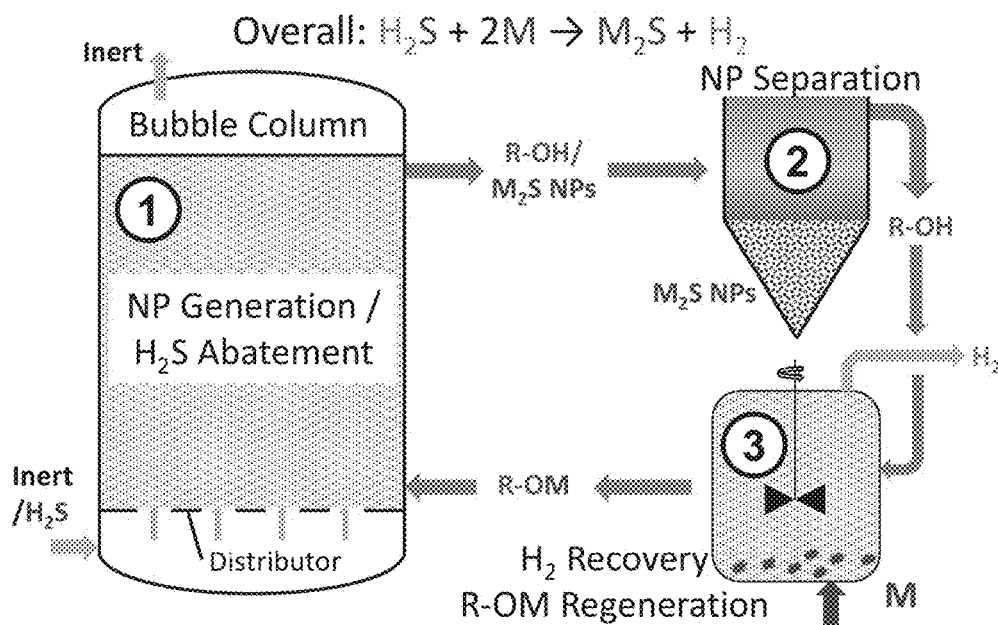 Overall: H₂S + 2M → M₂S + H₂
Inert
Bubble Column
NP Separation
1
R-OH/
M₂S NPs
2
R-OH
NP Generation /
H₂S Abatement
M₂S NPs
H₂
3
Inert
/H₂S
R-OM
Distributor
H₂ Recovery
R-OM Regeneration
M